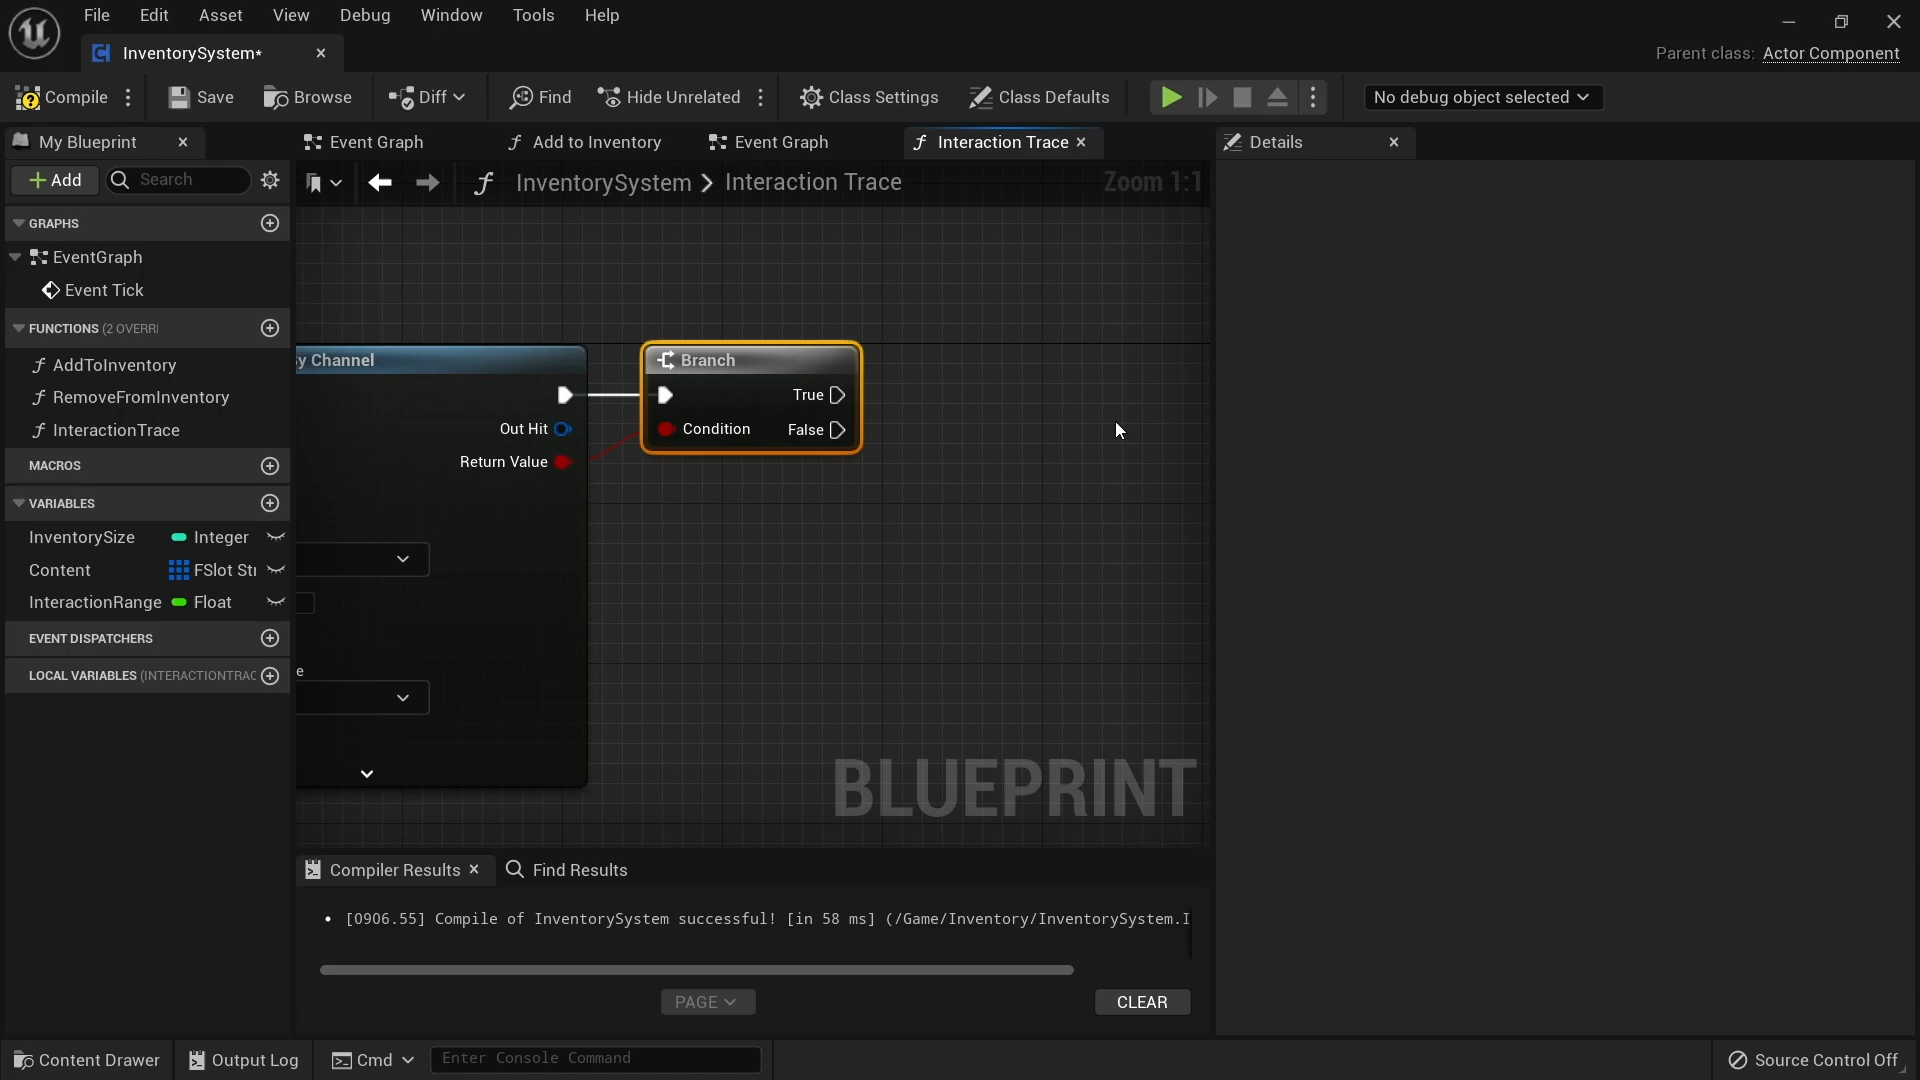 File Edit Asset View Debug Window Tools Help
InventorySystem*
Parent class: Actor Component
Compile Save Browse Diff Find Hide Unrelated Class Settings Class Defaults No debug object selected
My Blueprint Event Graph Add to Inventory Event Graph Interaction Trace Details
+ Add Search InventorySystem > Interaction Trace Zoom 1:1
GRAPHS
EventGraph
Event Tick
FUNCTIONS (2 OVERRI
AddToInventory
RemoveFromInventory
InteractionTrace
MACROS
VARIABLES
InventorySize Integer
Content FSlot Str
InteractionRange Float
EVENT DISPATCHERS
LOCAL VARIABLES (INTERACTIONTRAC
y Channel
Out Hit
Return Value
e
Branch
True
Condition False
BLUEPRINT
Compiler Results Find Results
[0906.55] Compile of InventorySystem successful! [in 58 ms] (/Game/Inventory/InventorySystem.I
PAGE CLEAR
Content Drawer Output Log Cmd Enter Console Command Source Control Off